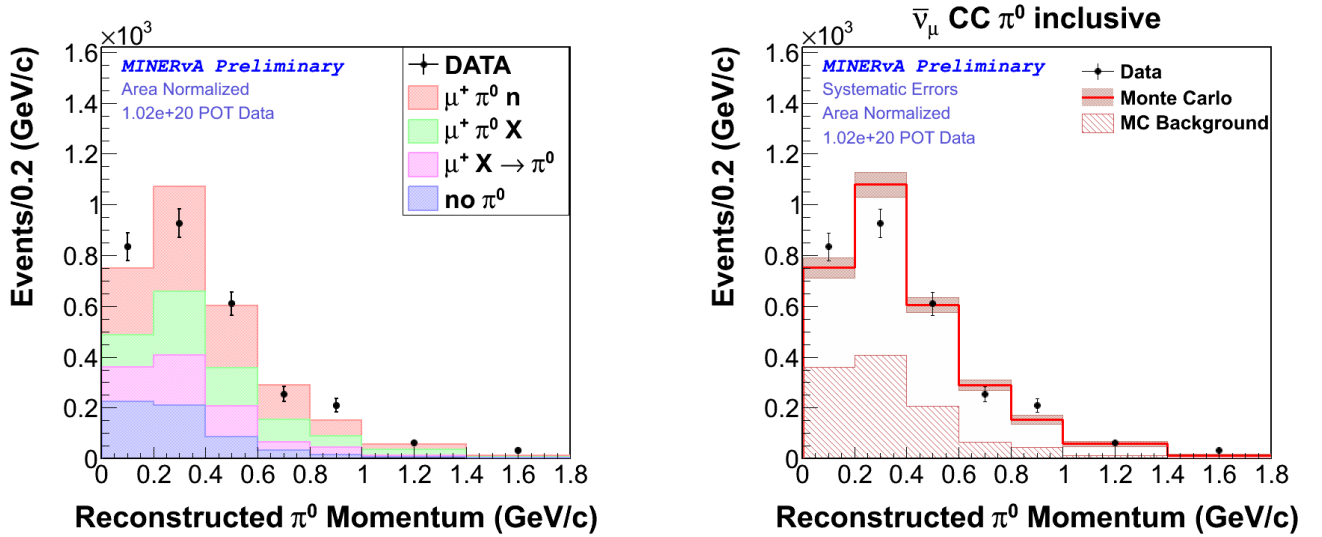 ×10³
Events/0.2 (GeV/c)
1.6
1.4
1.2
1
0.8
0.6
0.4
0.2
0
MINERvA Preliminary
Area Normalized
1.02e+20 POT Data
DATA
μ⁺ π⁰ n
μ⁺ π⁰ X
μ⁺ X → π⁰
no π⁰
0 0.2 0.4 0.6 0.8 1 1.2 1.4 1.6 1.8
Reconstructed π⁰ Momentum (GeV/c)
ν̅μ CC π⁰ inclusive
×10³
Events/0.2 (GeV/c)
1.6
1.4
1.2
1
0.8
0.6
0.4
0.2
0
MINERvA Preliminary
Systematic Errors
Area Normalized
1.02e+20 POT Data
Data
Monte Carlo
MC Background
0 0.2 0.4 0.6 0.8 1 1.2 1.4 1.6 1.8
Reconstructed π⁰ Momentum (GeV/c)